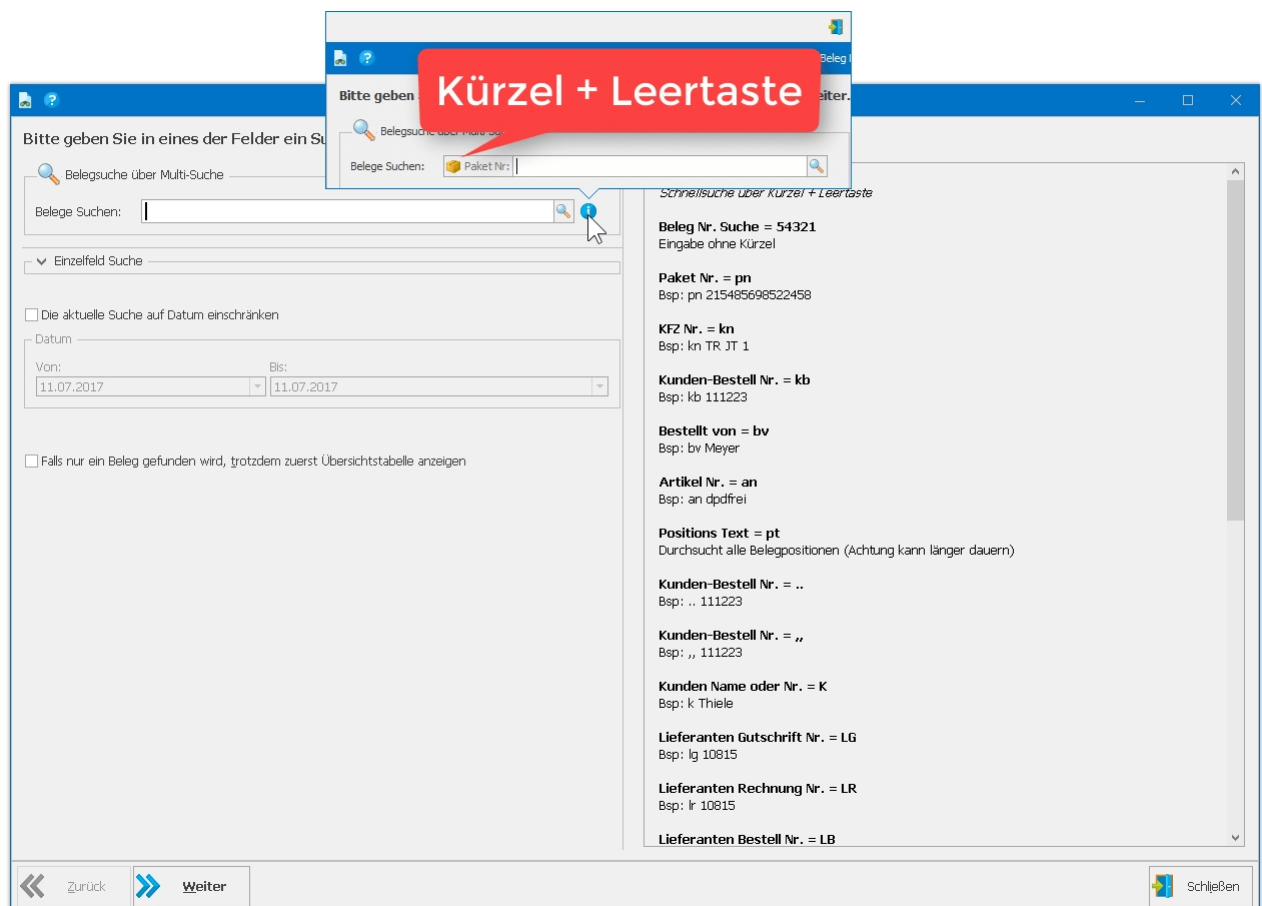 Beleg
Kürzel + Leertaste
Bitte geben
eiter.
Belegsuche über Multi-Su
Belege Suchen:
Paket Nr:
Bitte geben Sie in eines der Felder ein Su
Belegsuche über Multi-Suche
Belege Suchen:
Einzelfeld Suche
Die aktuelle Suche auf Datum einschränken
Datum
Von:
Bis:
11.07.2017
11.07.2017
Falls nur ein Beleg gefunden wird, trotzdem zuerst Übersichtstabelle anzeigen
Schnellsuche über Kürzel + Leertaste
Beleg Nr. Suche = 54321
Eingabe ohne Kürzel
Paket Nr. = pn
Bsp: pn 215485698522458
KFZ Nr. = kn
Bsp: kn TR JT 1
Kunden-Bestell Nr. = kb
Bsp: kb 111223
Bestellt von = bv
Bsp: bv Meyer
Artikel Nr. = an
Bsp: an dpdfrei
Positions Text = pt
Durchsucht alle Belegpositionen (Achtung kann länger dauern)
Kunden-Bestell Nr. = ..
Bsp: .. 111223
Kunden-Bestell Nr. = ,,
Bsp: ,, 111223
Kunden Name oder Nr. = K
Bsp: k Thiele
Lieferanten Gutschrift Nr. = LG
Bsp: lg 10815
Lieferanten Rechnung Nr. = LR
Bsp: lr 10815
Lieferanten Bestell Nr. = LB
Zurück
Weiter
Schließen